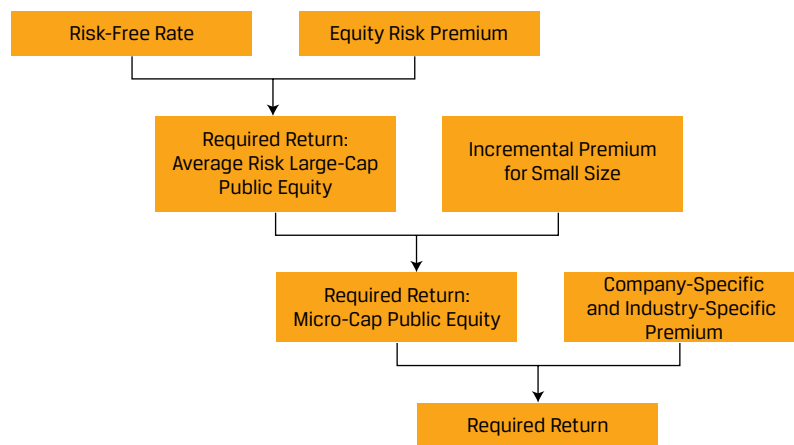 Risk-Free Rate
Equity Risk Premium
Required Return:
Average Risk Large-Cap
Public Equity
Incremental Premium
for Small Size
Required Return:
Micro-Cap Public Equity
Company-Specific
and Industry-Specific
Premium
Required Return